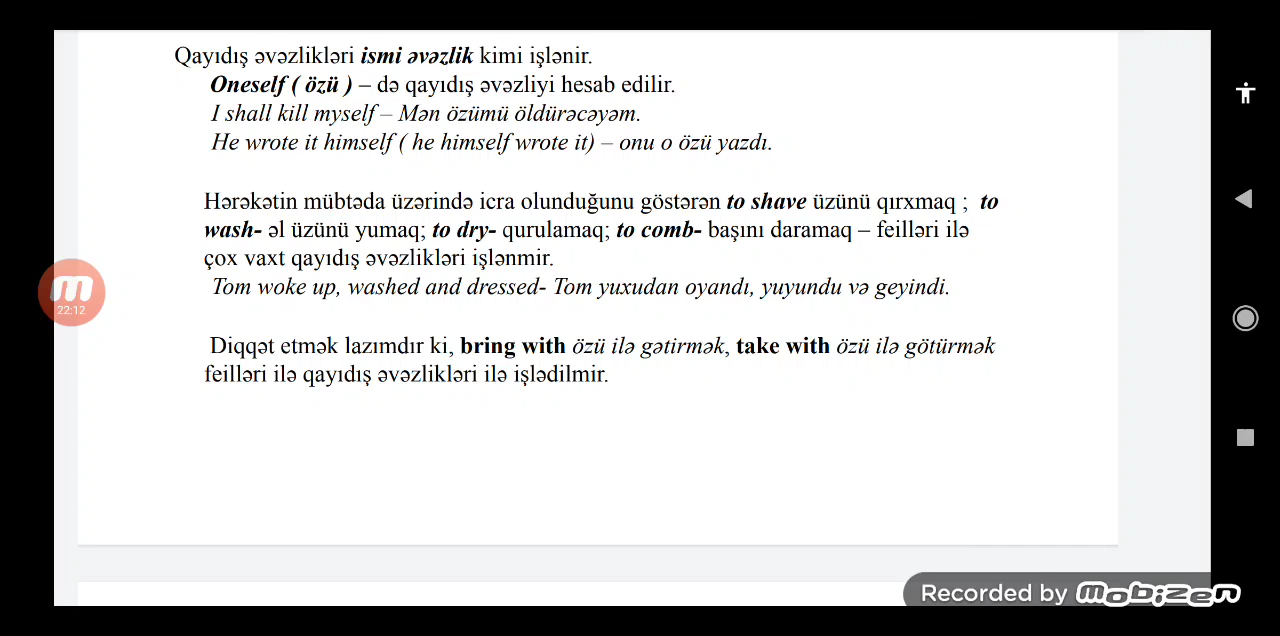 Qayıdış əvəzlikləri ismi əvəzlik kimi işlənir.
Oneself ( özü ) – də qayıdış əvəzliyi hesab edilir.
I shall kill myself – Mən özümü öldürəcəyəm.
He wrote it himself ( he himself wrote it) – onu o özü yazdı.
Hərəkətin mübtəda üzərində icra olunduğunu göstərən to shave üzünü qırxmaq ; to
wash- əl üzünü yumaq; to dry- qurulamaq; to comb- başını daramaq – feilləri ilə
çox vaxt qayıdış əvəzlikləri işlənmir.
Tom woke up, washed and dressed- Tom yuxudan oyandı, yuyundu və geyindi.
22:12
Diqqət etmək lazımdır ki, bring with özü ilə gətirmək, take with özü ilə götürmək
feilləri ilə qayıdış əvəzlikləri ilə işlədilmir.
Recorded by mobizen